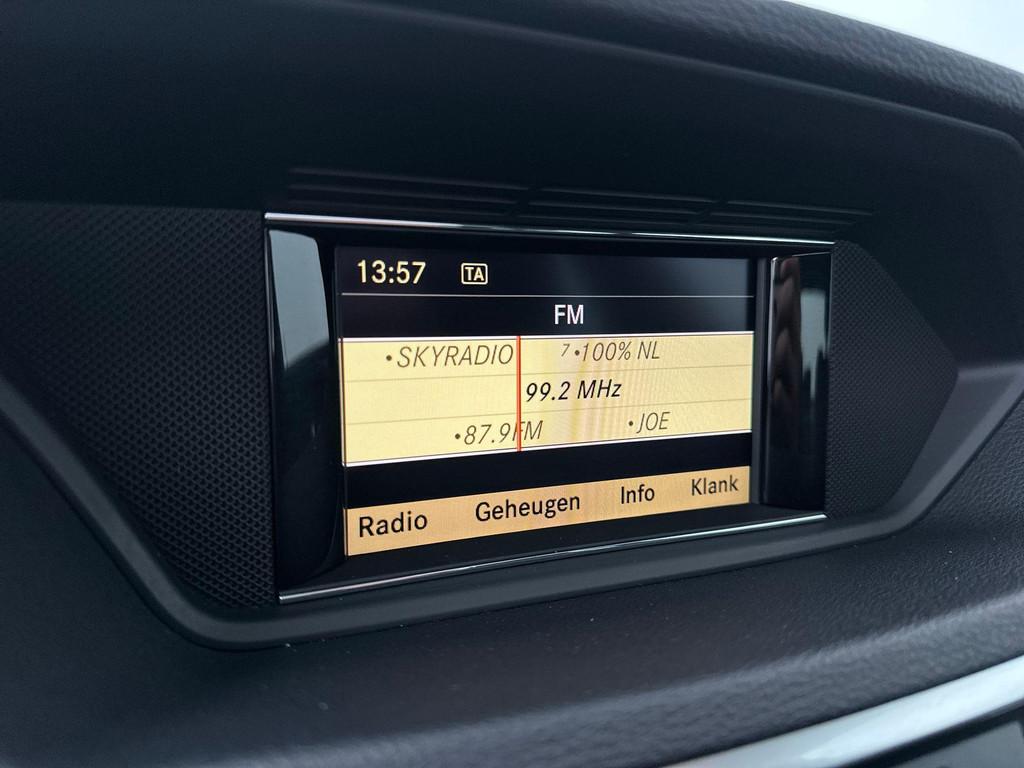 13:57 TA
FM
•SKYRADIO 7•100% NL
99.2 MHz
•87.9FM •JOE
Radio Geheugen Info Klank